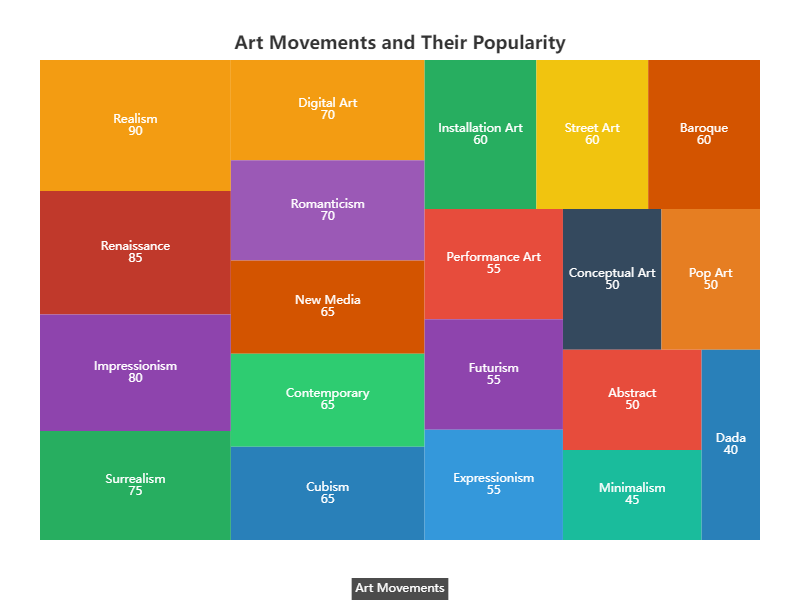 Art Movements and Their Popularity
Realism
90
Renaissance
85
Impressionism
80
Surrealism
75
Digital Art
70
Romanticism
70
New Media
65
Contemporary
65
Cubism
65
Installation Art
60
Street Art
60
Baroque
60
Performance Art
55
Futurism
55
Expressionism
55
Conceptual Art
50
Pop Art
50
Abstract
50
Minimalism
45
Dada
40
Art Movements